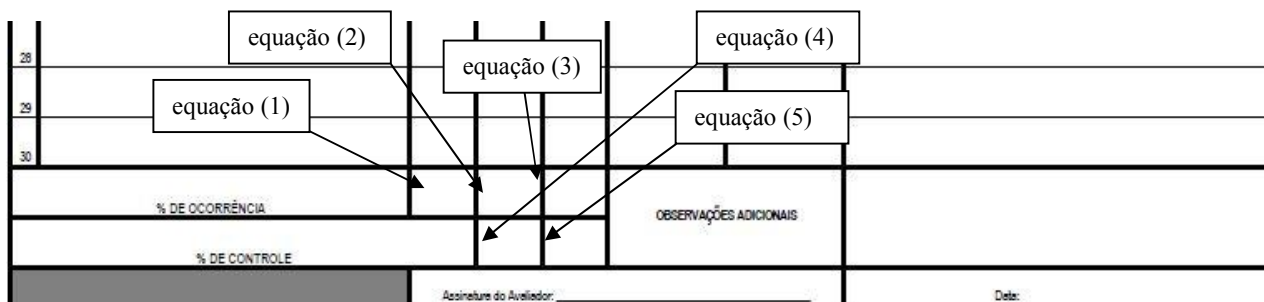 equação (2)
equação (4)
equação (3)
equação (1)
equação (5)
28
29
30
% DE OCORRÊNCIA
OBSERVAÇÕES ADICIONAIS
% DE CONTROLE
Assinatura do Avaliador:
Data: